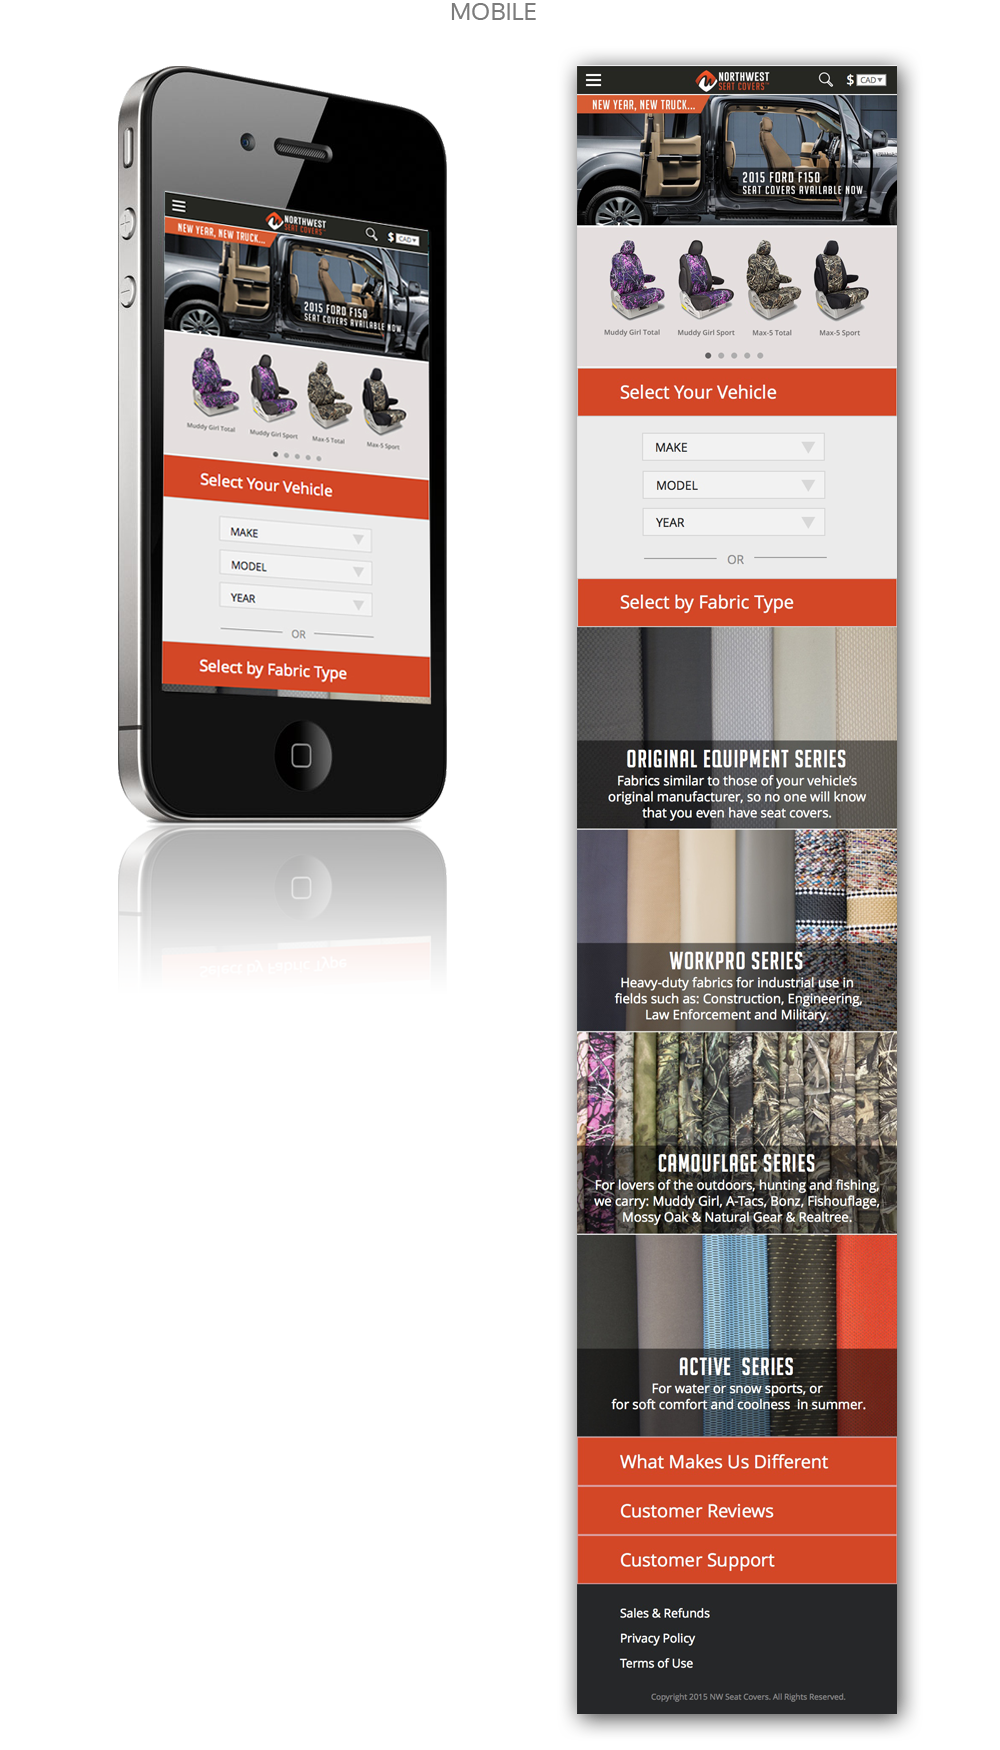 MOBILE
NORTHWEST
SEAT COVERS™
$ CAD
NEW YEAR, NEW TRUCK...
2015 FORD F150
SEAT COVERS AVAILABLE NOW
Muddy Girl Total
Muddy Girl Sport
Max-5 Total
Max-5 Sport
Select Your Vehicle
MAKE
MODEL
YEAR
OR
Select by Fabric Type
Select by Fabric Type
NORTHWEST
SEAT COVERS™
$ CAD
NEW YEAR, NEW TRUCK...
2015 FORD F150
SEAT COVERS AVAILABLE NOW
Muddy Girl Total
Muddy Girl Sport
Max-5 Total
Max-5 Sport
Select Your Vehicle
MAKE
MODEL
YEAR
OR
Select by Fabric Type
ORIGINAL EQUIPMENT SERIES
Fabrics similar to those of your vehicle's
original manufacturer, so no one will know
that you even have seat covers.
WORKPRO SERIES
Heavy-duty fabrics for industrial use in
fields such as: Construction, Engineering,
Law Enforcement and Military.
CAMOUFLAGE SERIES
For lovers of the outdoors, hunting and fishing,
we carry: Muddy Girl, A-Tacs, Bonz, Fishouflage,
Mossy Oak & Natural Gear & Realtree.
ACTIVE SERIES
For water or snow sports, or
for soft comfort and coolness in summer.
What Makes Us Different
Customer Reviews
Customer Support
Sales & Refunds
Privacy Policy
Terms of Use
Copyright 2015 NW Seat Covers. All Rights Reserved.